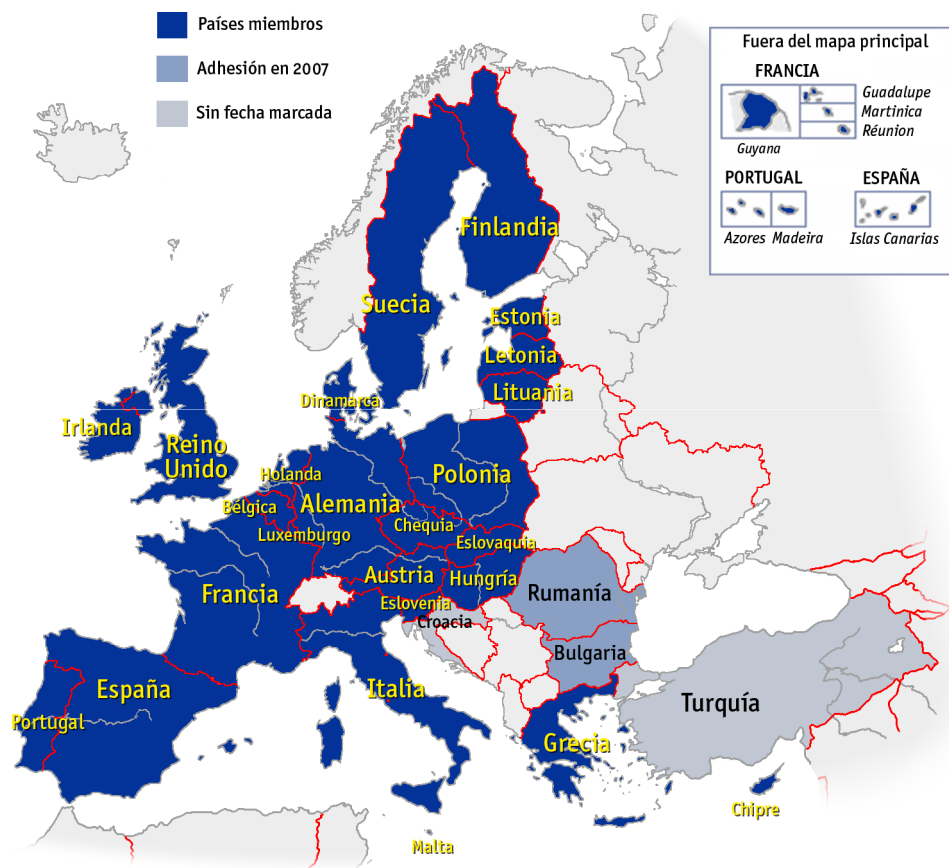 Países miembros
Adhesión en 2007
Sin fecha marcada
Fuera del mapa principal
FRANCIA
Guadalupe
Martinica
Réunion
Guyana
PORTUGAL
ESPAÑA
Azores
Madeira
Islas Canarias
Finlandia
Suecia
Estonia
Letonia
Lituania
Dinamarca
Irlanda
Reino
Unido
Holanda
Polonia
Bélgica
Alemania
Luxemburgo
Chequia
Eslovaquia
Austria
Hungría
Francia
Eslovenia
Rumanía
Croacia
Bulgaria
España
Italia
Portugal
Turquía
Grecia
Chipre
Malta